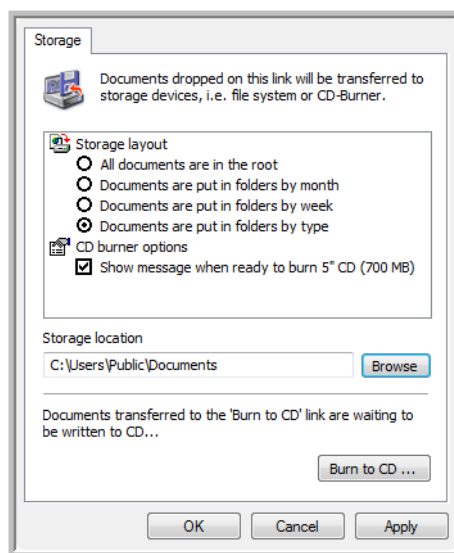 Storage
Documents dropped on this link will be transferred to
storage devices, i.e. file system or CD-Burner.
Storage layout
All documents are in the root
Documents are put in folders by month
Documents are put in folders by week
Documents are put in folders by type
CD burner options
Show message when ready to burn 5" CD (700 MB)
Storage location
C:\Users\Public\Documents
Browse
Documents transferred to the 'Burn to CD' link are waiting to
be written to CD...
Burn to CD ...
OK
Cancel
Apply